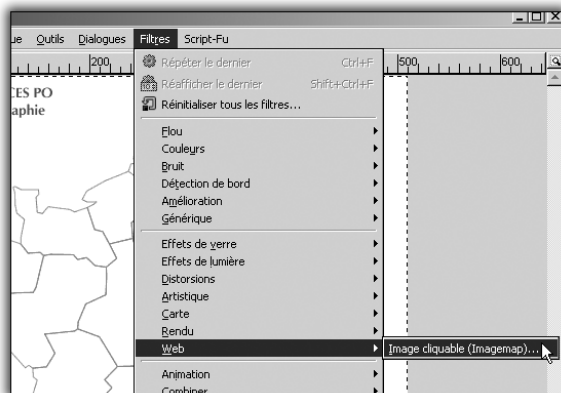 Outils Dialogues Filtres Script-Fu
200 500 600
CES PO
aphie
Répéter le dernier Ctrl+F
Réafficher le dernier Shift+Ctrl+F
Réinitialiser tous les filtres...
Flou
Couleurs
Bruit
Détection de bord
Amélioration
Générique
Effets de verre
Effets de lumière
Distorsions
Artistique
Carte
Rendu
Web Image cliquable (Imagemap)...
Animation
Combiner